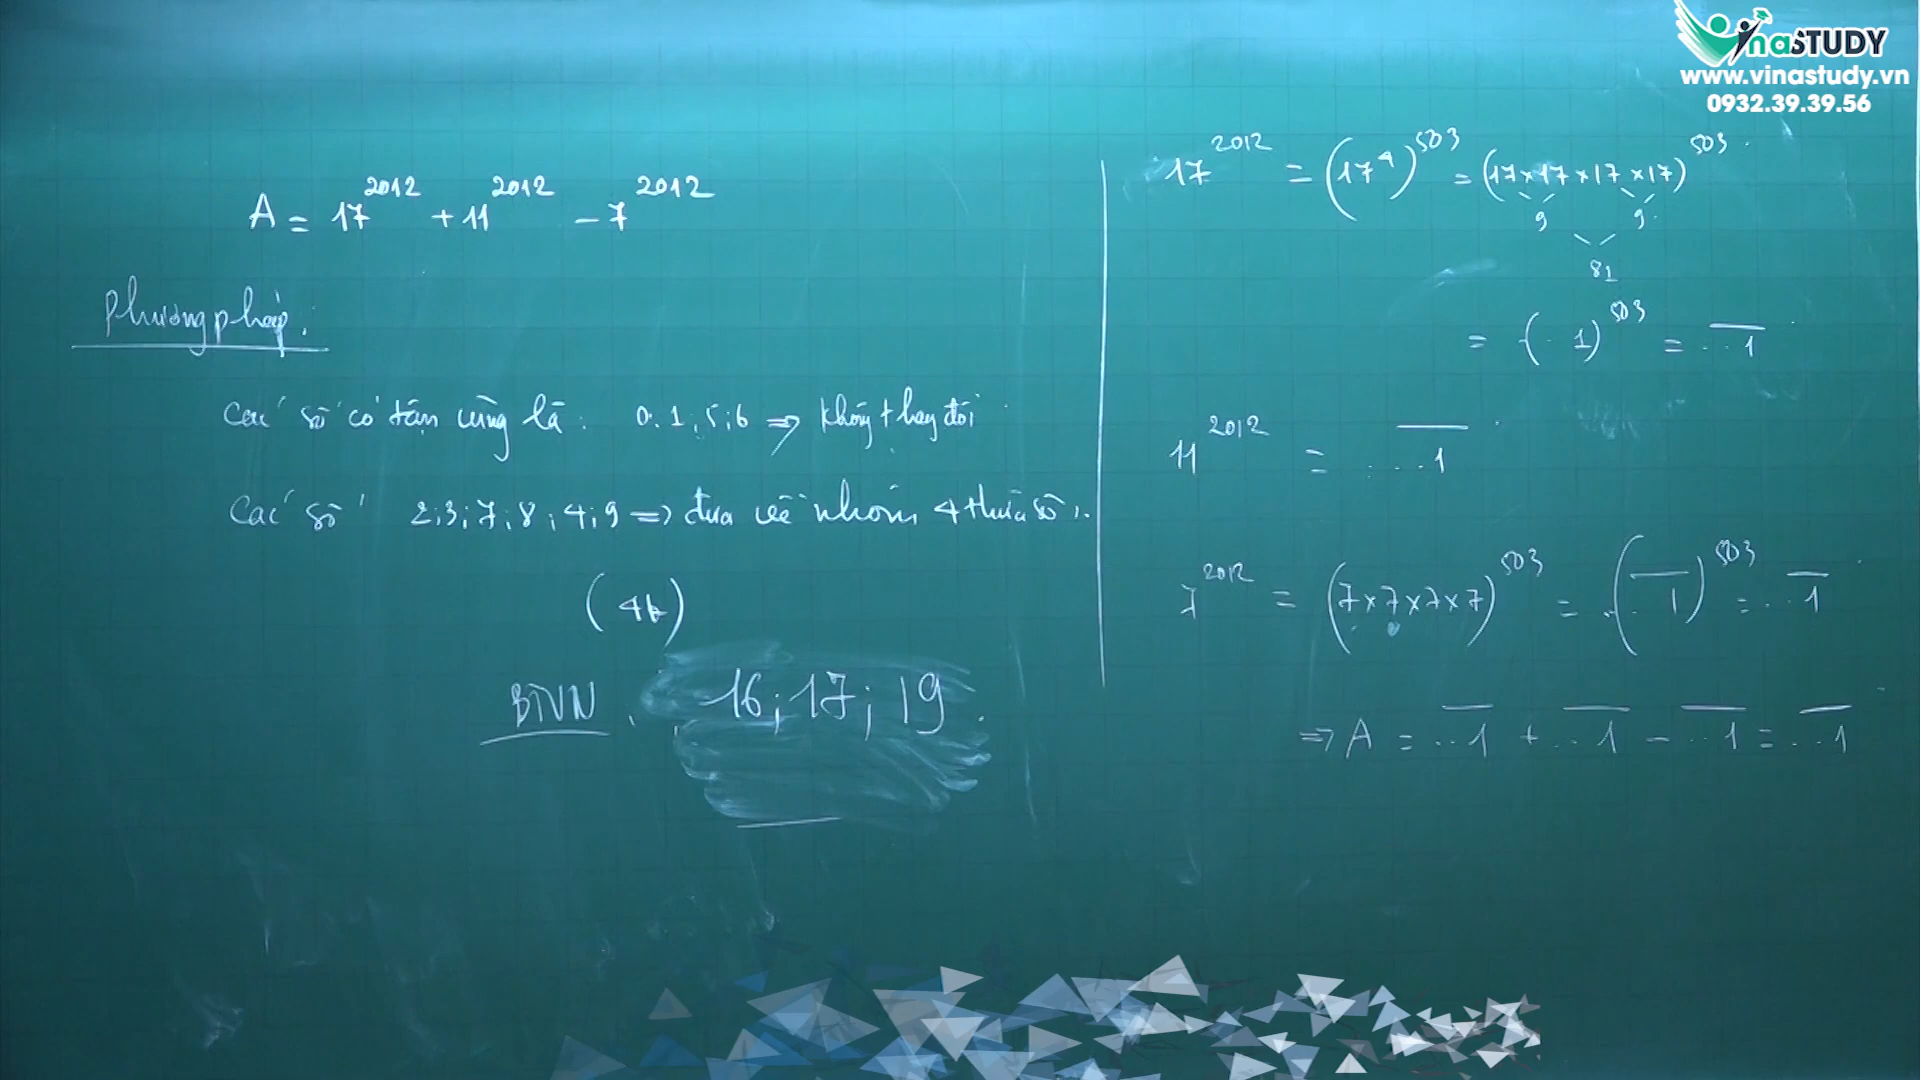 VinaSTUDY
www.vinastudy.vn
0932.39.39.56
A = 17^2012 + 11^2012 - 7^2012
Phương pháp:
Các số có tận cùng là: 0; 1; 5; 6 => không thay đổi
Các số 2; 3; 7; 8; 4; 9 => đưa về nhóm 4 thừa số.
(4k)
BTVN: 16; 17; 19.
17^2012 = (17^4)^503 = (17×17×17×17)^503
9 9
81
= (..1)^503 = ...1
11^2012 = ....1
7^2012 = (7×7×7×7)^503 = (...1)^503 = ...1
=> A = ...1 + ...1 - ...1 = ...1